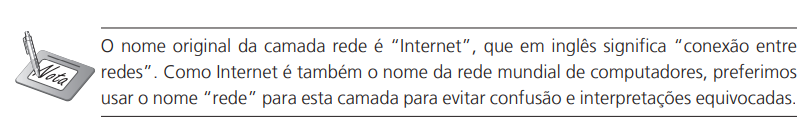 Nota
O nome original da camada rede é “Internet”, que em inglês significa “conexão entre
redes”. Como Internet é também o nome da rede mundial de computadores, preferimos
usar o nome “rede” para esta camada para evitar confusão e interpretações equivocadas.